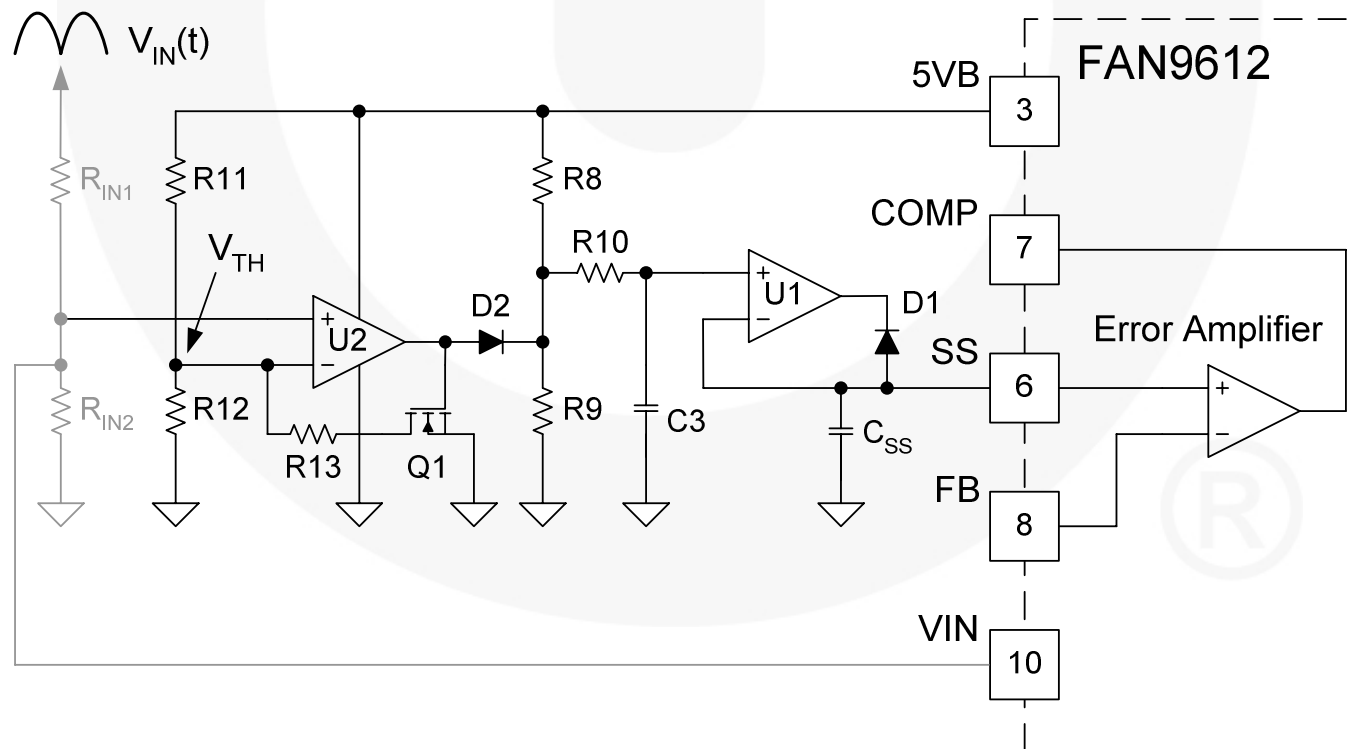 V_IN(t)
FAN9612
5VB
3
R_IN1
R11
R8
COMP
7
V_TH
R10
+
U1
−
D1
D2
+
U2
−
Error Amplifier
SS
6
+
−
R_IN2
R12
R9
C3
C_SS
R13
Q1
FB
8
®
VIN
10